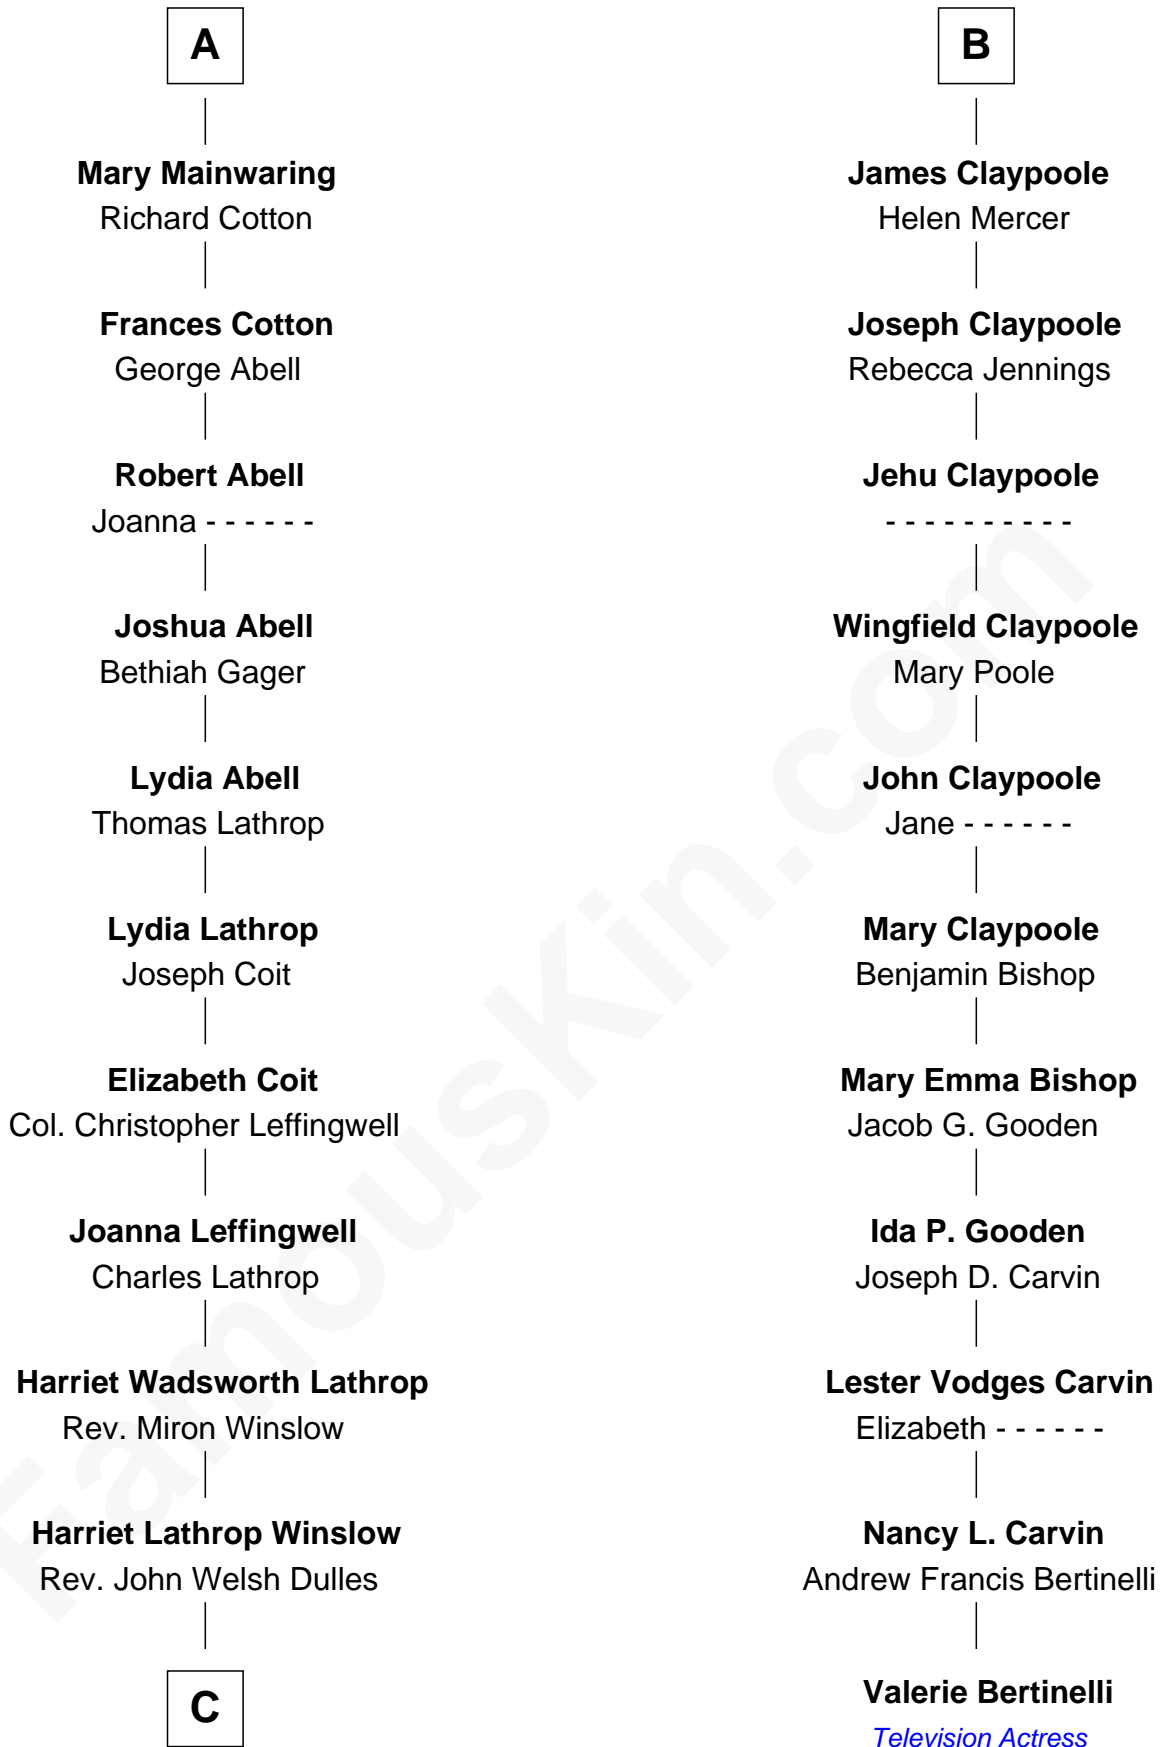 A
Mary Mainwaring
Richard Cotton
Frances Cotton
George Abell
Robert Abell
Joanna - - - - - -
Joshua Abell
Bethiah Gager
Lydia Abell
Thomas Lathrop
Lydia Lathrop
Joseph Coit
Elizabeth Coit
Col. Christopher Leffingwell
Joanna Leffingwell
Charles Lathrop
Harriet Wadsworth Lathrop
Rev. Miron Winslow
Harriet Lathrop Winslow
Rev. John Welsh Dulles
C
B
James Claypoole
Helen Mercer
Joseph Claypoole
Rebecca Jennings
Jehu Claypoole
- - - - - - - - - -
Wingfield Claypoole
Mary Poole
John Claypoole
Jane - - - - - -
Mary Claypoole
Benjamin Bishop
Mary Emma Bishop
Jacob G. Gooden
Ida P. Gooden
Joseph D. Carvin
Lester Vodges Carvin
Elizabeth - - - - - -
Nancy L. Carvin
Andrew Francis Bertinelli
Valerie Bertinelli
Television Actress
FamousKin.com